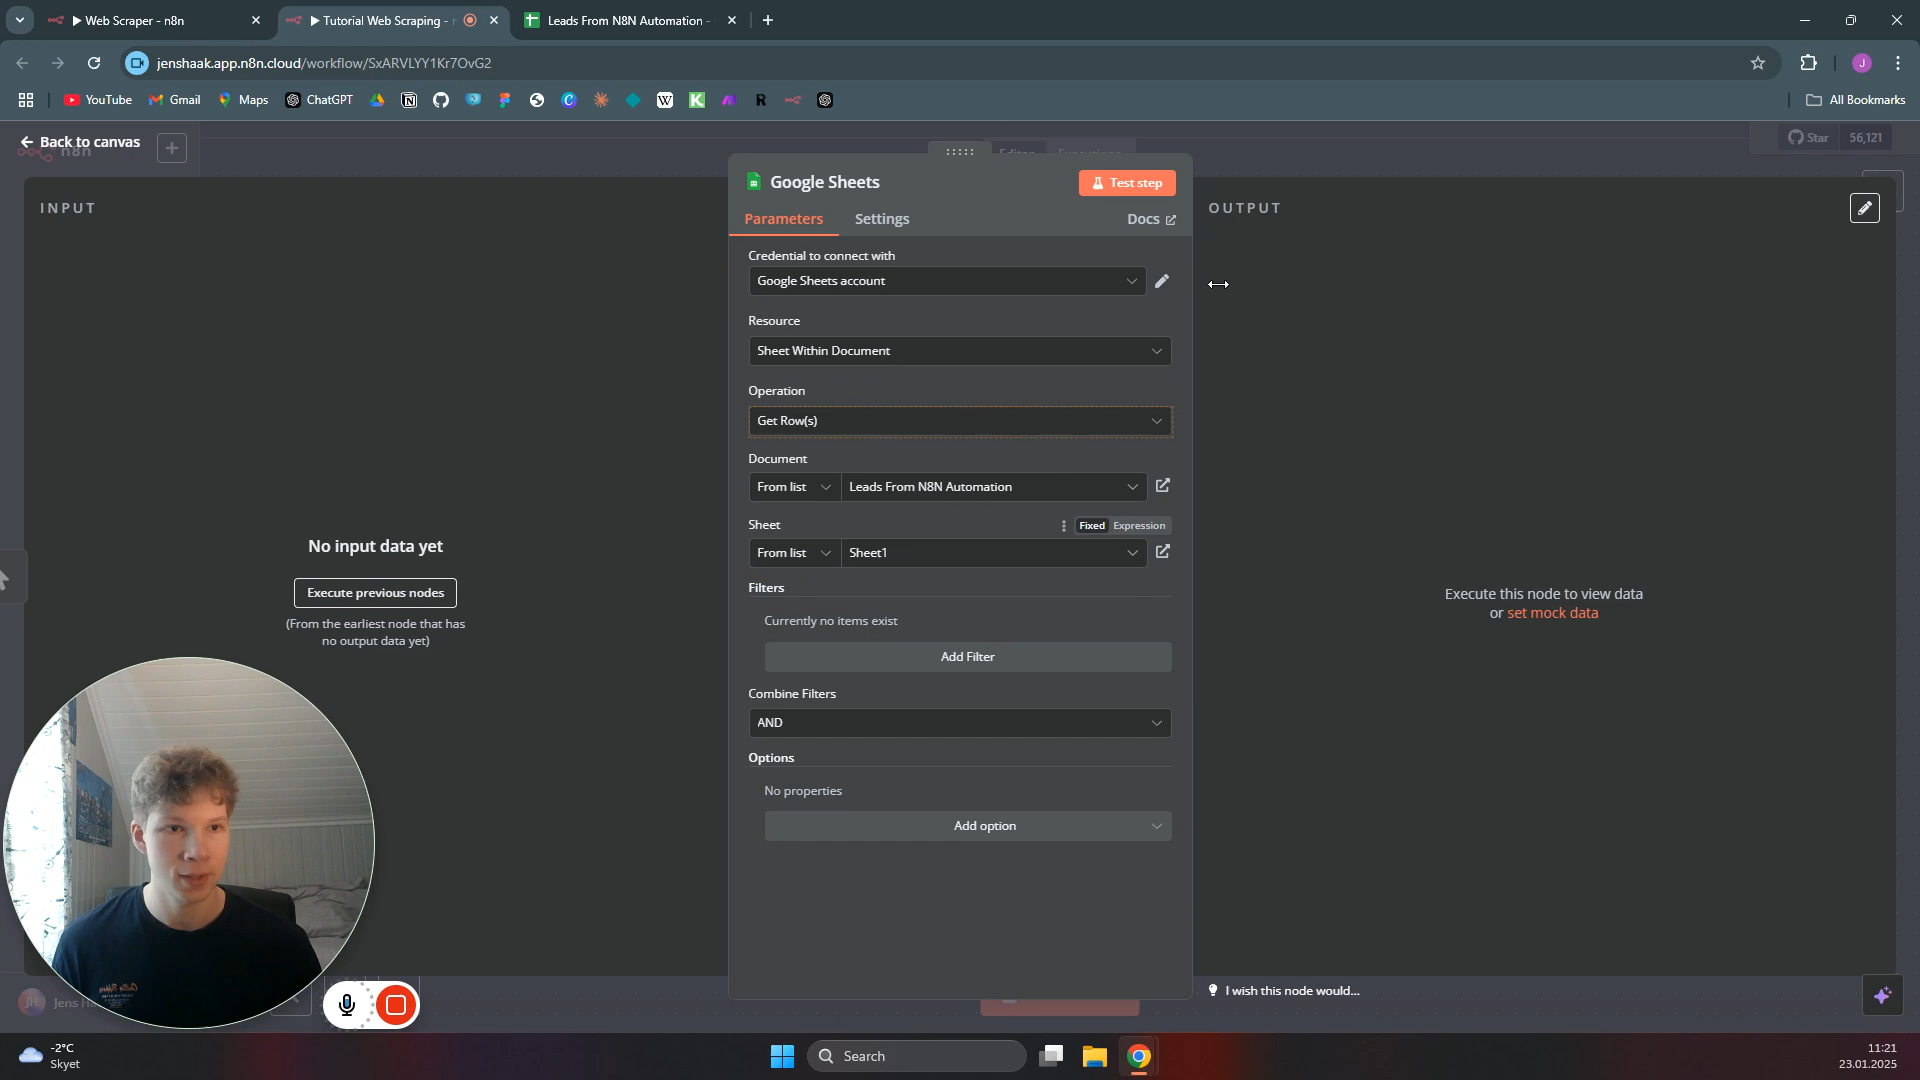 ▶ Web Scraper - n8n
▶ Tutorial Web Scraping -
Leads From N8N Automation -
jenshaak.app.n8n.cloud/workflow/SxARVLYY1Kr7OvG2
J
YouTube
Gmail
Maps
ChatGPT
All Bookmarks
Back to canvas
n8n
Editor
Executions
Star
56,121
INPUT
Google Sheets
Test step
OUTPUT
Parameters
Settings
Docs
Credential to connect with
Google Sheets account
Resource
Sheet Within Document
Operation
Get Row(s)
Document
From list
Leads From N8N Automation
Sheet
Fixed
Expression
From list
Sheet1
No input data yet
Execute previous nodes
(From the earliest node that has
no output data yet)
Filters
Currently no items exist
Add Filter
Execute this node to view data
or set mock data
Combine Filters
AND
Options
No properties
Add option
I wish this node would...
JH
Jens
-2°C
Skyet
Search
11:21
23.01.2025